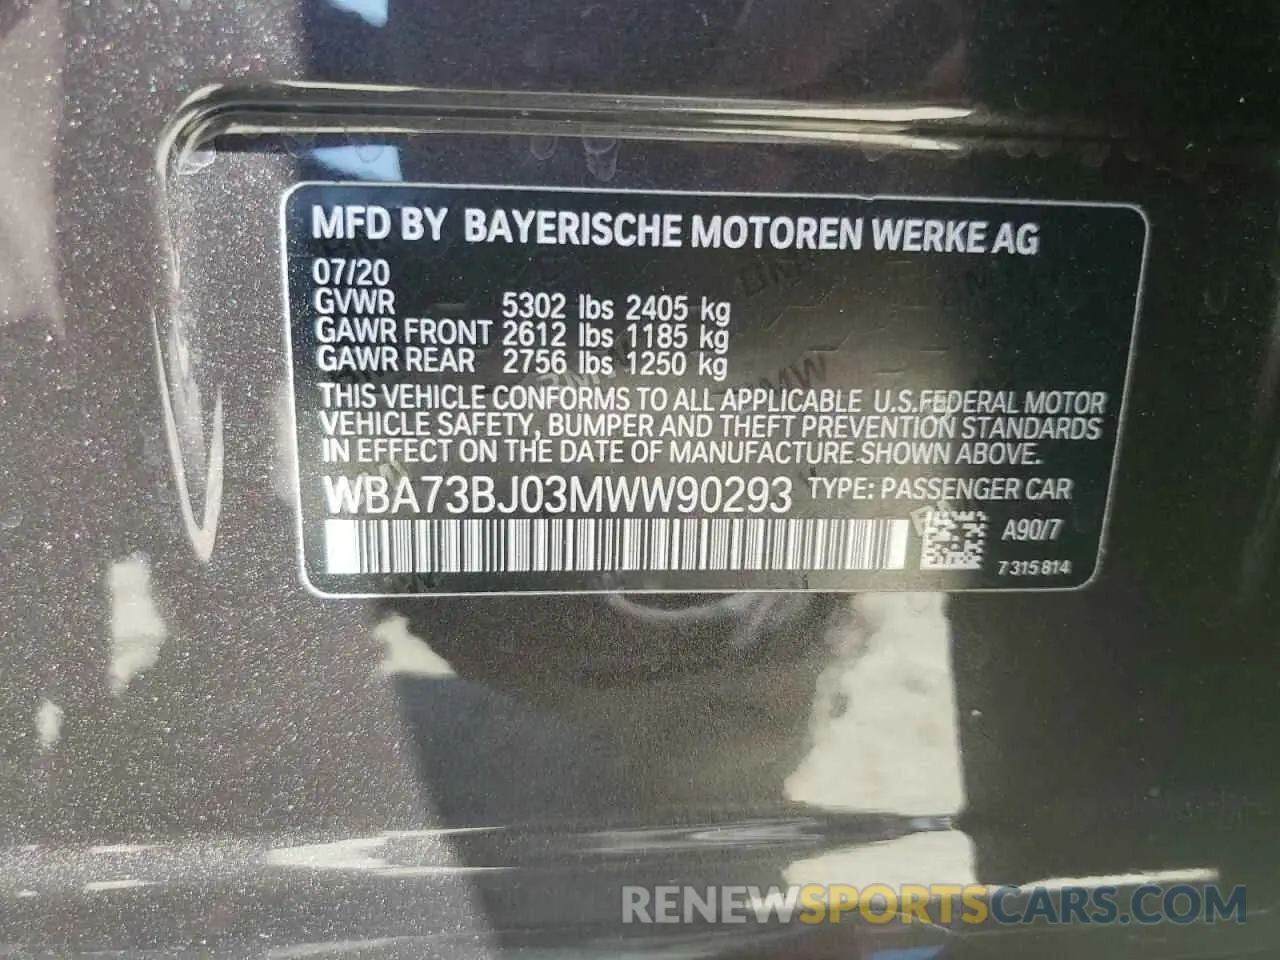 MFD BY BAYERISCHE MOTOREN WERKE AG
07/20
GVWR 5302 lbs 2405 kg
GAWR FRONT 2612 lbs 1185 kg
GAWR REAR 2756 lbs 1250 kg
THIS VEHICLE CONFORMS TO ALL APPLICABLE U.S.FEDERAL MOTOR
VEHICLE SAFETY, BUMPER AND THEFT PREVENTION STANDARDS
IN EFFECT ON THE DATE OF MANUFACTURE SHOWN ABOVE.
WBA73BJ03MWW90293 TYPE: PASSENGER CAR
A90/7
7 315 814
RENEWSPORTSCARS.COM